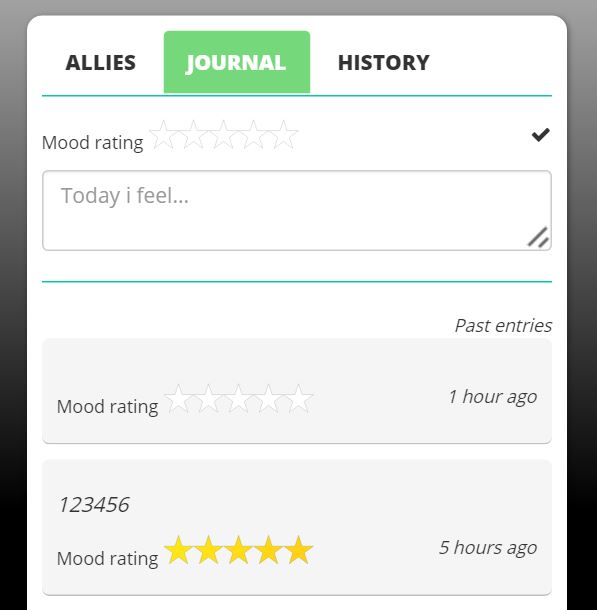 ALLIES JOURNAL HISTORY
Mood rating
Today i feel...
Past entries
Mood rating 1 hour ago
123456
Mood rating 5 hours ago